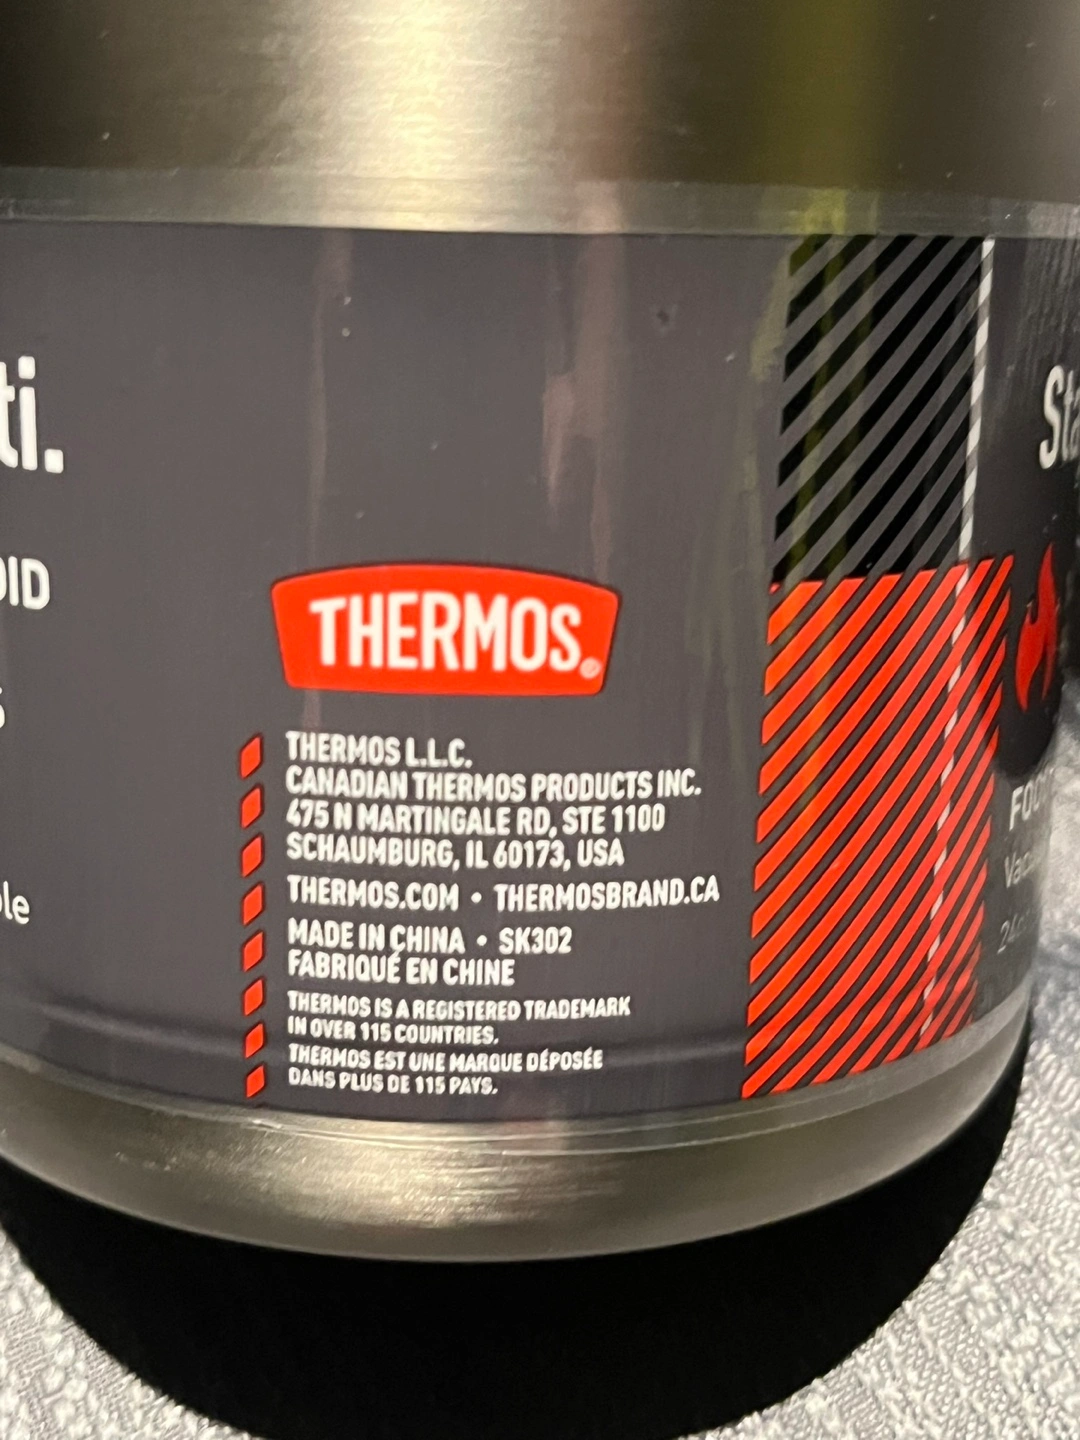 THERMOS®
THERMOS L.L.C.
CANADIAN THERMOS PRODUCTS INC.
475 N MARTINGALE RD, STE 1100
SCHAUMBURG, IL 60173, USA
THERMOS.COM • THERMOSBRAND.CA
MADE IN CHINA • SK302
FABRIQUÉ EN CHINE
THERMOS IS A REGISTERED TRADEMARK
IN OVER 115 COUNTRIES.
THERMOS EST UNE MARQUE DÉPOSÉE
DANS PLUS DE 115 PAYS.